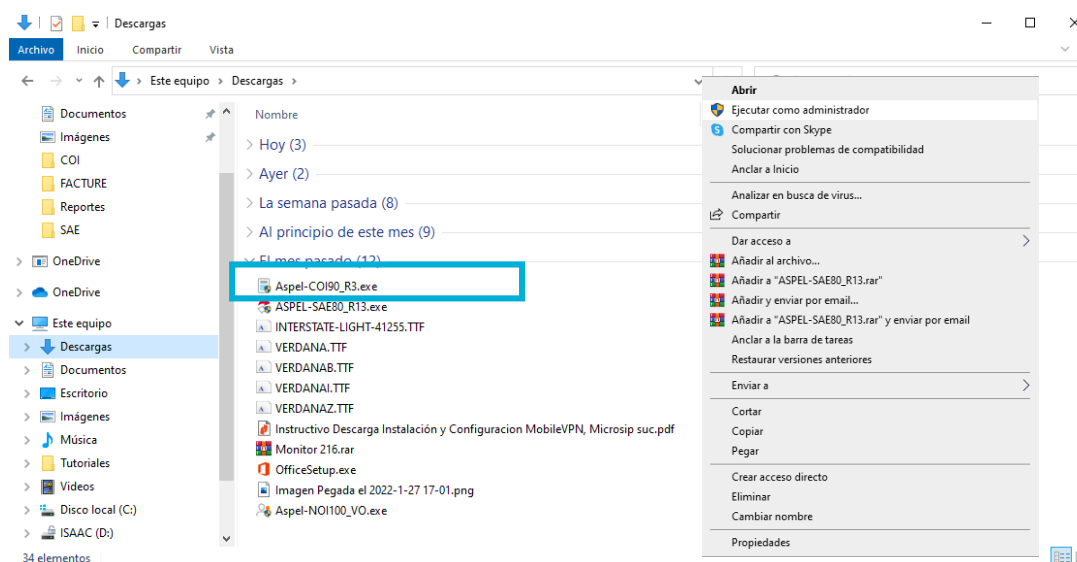 Descargas
Archivo Inicio Compartir Vista
Este equipo > Descargas >
Documentos
Imágenes
COI
FACTURE
Reportes
SAE
OneDrive
OneDrive
Este equipo
Descargas
Documentos
Escritorio
Imágenes
Música
Tutoriales
Videos
Disco local (C:)
ISAAC (D:)
34 elementos
Nombre
Hoy (3)
Ayer (2)
La semana pasada (8)
Al principio de este mes (9)
El mes pasado (12)
Aspel-COI90_R3.exe
ASPEL-SAE80_R13.exe
INTERSTATE-LIGHT-41255.TTF
VERDANA.TTF
VERDANAB.TTF
VERDANAI.TTF
VERDANAZ.TTF
Instructivo Descarga Instalación y Configuracion MobileVPN, Microsip suc.pdf
Monitor 216.rar
OfficeSetup.exe
Imagen Pegada el 2022-1-27 17-01.png
Aspel-NOI100_VO.exe
Abrir
Ejecutar como administrador
Compartir con Skype
Solucionar problemas de compatibilidad
Anclar a Inicio
Analizar en busca de virus...
Compartir
Dar acceso a
Añadir al archivo...
Añadir a "ASPEL-SAE80_R13.rar"
Añadir y enviar por email...
Añadir a "ASPEL-SAE80_R13.rar" y enviar por email
Anclar a la barra de tareas
Restaurar versiones anteriores
Enviar a
Cortar
Copiar
Pegar
Crear acceso directo
Eliminar
Cambiar nombre
Propiedades